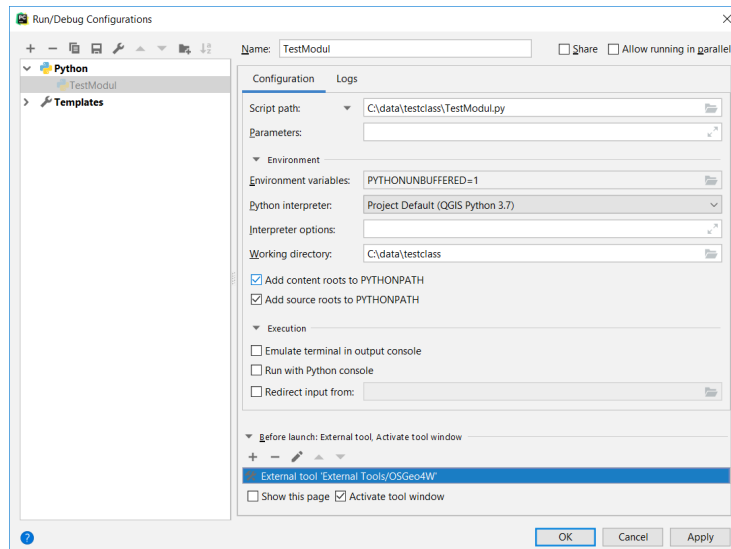 Run/Debug Configurations
Name: TestModul Share Allow running in parallel
Python
TestModul
Templates
Configuration Logs
Script path: C:\data\testclass\TestModul.py
Parameters:
Environment
Environment variables: PYTHONUNBUFFERED=1
Python interpreter: Project Default (QGIS Python 3.7)
Interpreter options:
Working directory: C:\data\testclass
Add content roots to PYTHONPATH
Add source roots to PYTHONPATH
Execution
Emulate terminal in output console
Run with Python console
Redirect input from:
Before launch: External tool, Activate tool window
External tool 'External Tools/OSGeo4W'
Show this page Activate tool window
OK Cancel Apply